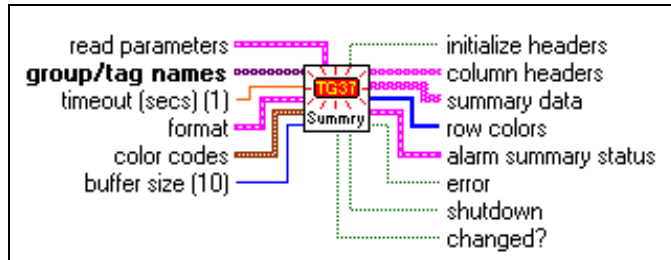 read parameters
group/tag names
timeout (secs) (1)
format
color codes
buffer size (10)
TG37
Summry
initialize headers
column headers
summary data
row colors
alarm summary status
error
shutdown
changed?